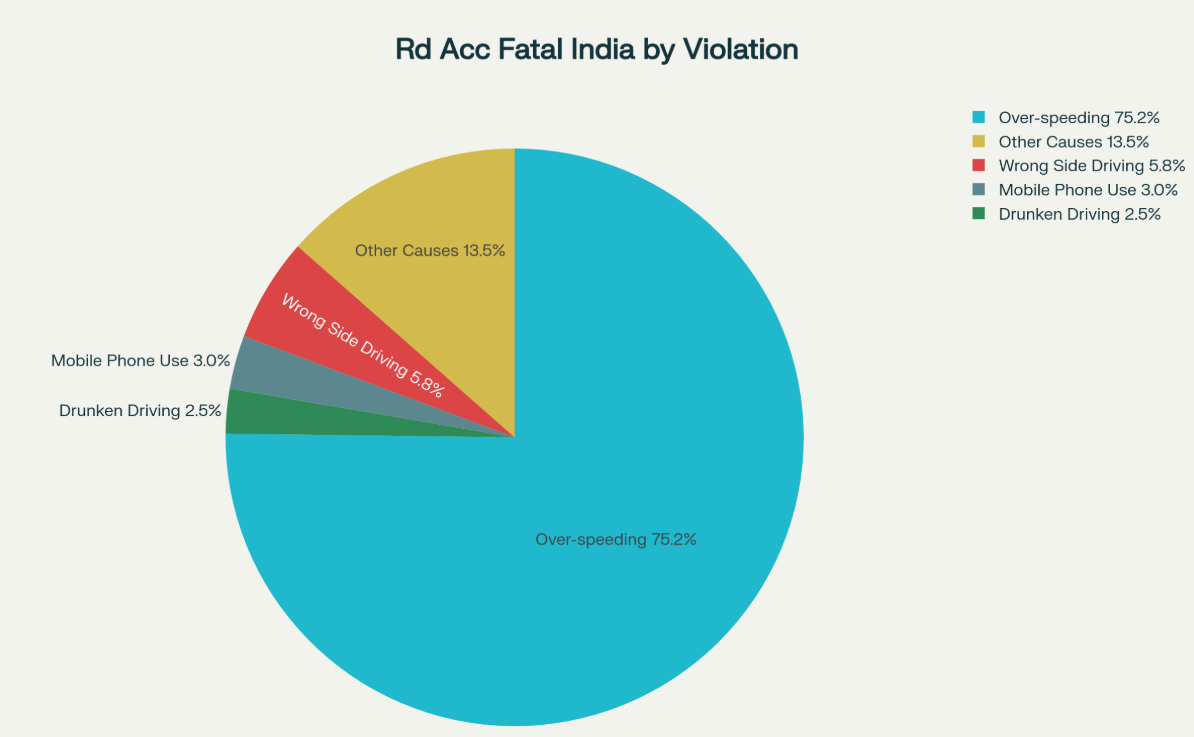 Rd Acc Fatal India by Violation
Over-speeding 75.2%
Other Causes 13.5%
Wrong Side Driving 5.8%
Mobile Phone Use 3.0%
Drunken Driving 2.5%
Other Causes 13.5%
Wrong Side Driving 5.8%
Mobile Phone Use 3.0%
Drunken Driving 2.5%
Over-speeding 75.2%